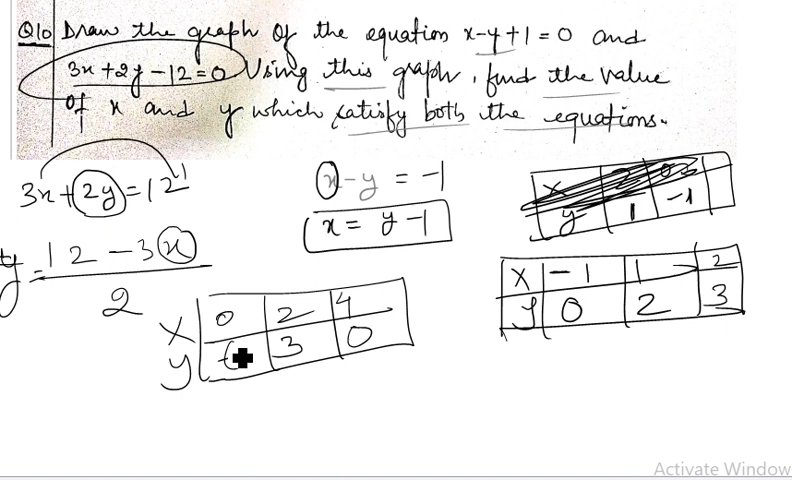 Q10 Draw the graph of the equation x-y+1=0 and
3x+2y-12=0 Using this graph, find the value
of x and y which satisfy both the equations.
3x+2y=12
x-y = -1
x = y-1
y = 12-3x
2
x 0 2 4
y 3 0
y 1 -1
x -1 1 2
y 0 2 3
Activate Window